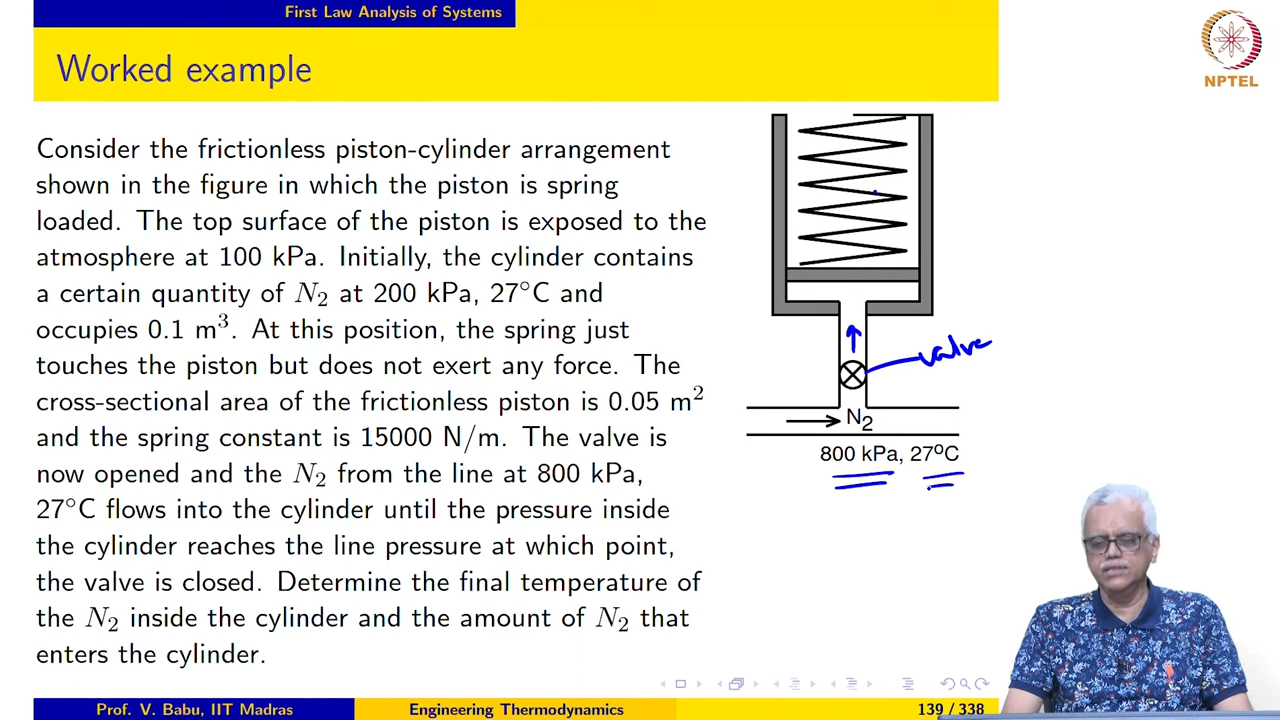 First Law Analysis of Systems
Worked example
NPTEL
Consider the frictionless piston-cylinder arrangement
shown in the figure in which the piston is spring
loaded. The top surface of the piston is exposed to the
atmosphere at 100 kPa. Initially, the cylinder contains
a certain quantity of N₂ at 200 kPa, 27°C and
occupies 0.1 m³. At this position, the spring just
touches the piston but does not exert any force. The
cross-sectional area of the frictionless piston is 0.05 m²
and the spring constant is 15000 N/m. The valve is
now opened and the N₂ from the line at 800 kPa,
27°C flows into the cylinder until the pressure inside
the cylinder reaches the line pressure at which point,
the valve is closed. Determine the final temperature of
the N₂ inside the cylinder and the amount of N₂ that
enters the cylinder.
valve
N₂
800 kPa, 27⁰C
Prof. V. Babu, IIT Madras
Engineering Thermodynamics
139 / 338